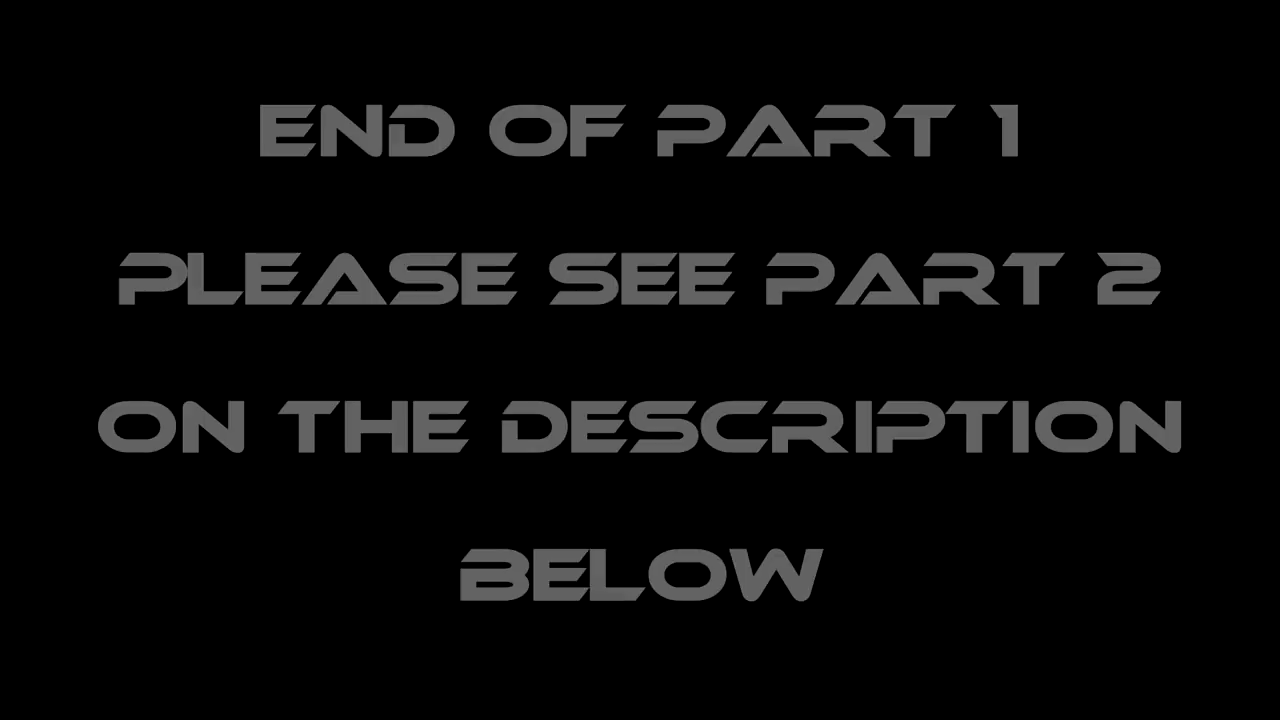 END OF PART 1
PLEASE SEE PART 2
ON THE DESCRIPTION
BELOW